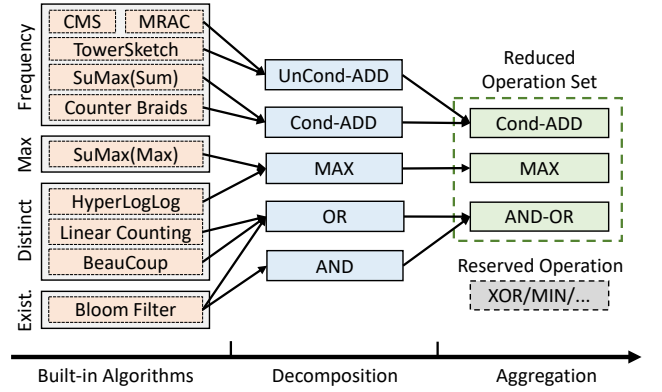 Frequency
CMS MRAC
TowerSketch
SuMax(Sum)
Counter Braids
Max
SuMax(Max)
Distinct
HyperLogLog
Linear Counting
BeauCoup
Exist.
Bloom Filter
UnCond-ADD
Cond-ADD
MAX
OR
AND
Reduced
Operation Set
Cond-ADD
MAX
AND-OR
Reserved Operation
XOR/MIN/...
Built-in Algorithms
Decomposition
Aggregation